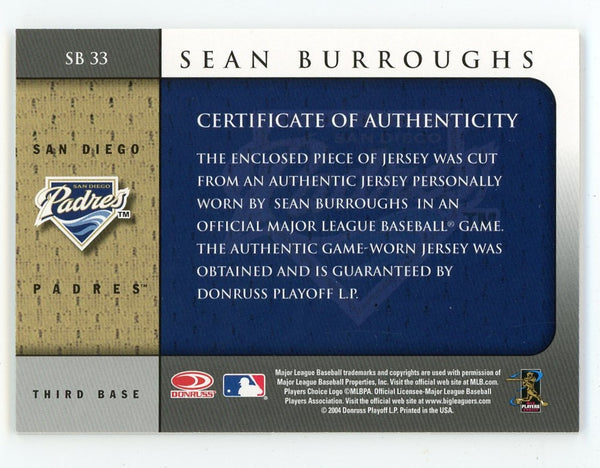 SB 33
SEAN BURROUGHS
SAN DIEGO
SAN DIEGO
Padres™
PADRES™
THIRD BASE
CERTIFICATE OF AUTHENTICITY
THE ENCLOSED PIECE OF JERSEY WAS CUT
FROM AN AUTHENTIC JERSEY PERSONALLY
WORN BY SEAN BURROUGHS IN AN
OFFICIAL MAJOR LEAGUE BASEBALL® GAME.
THE AUTHENTIC GAME-WORN JERSEY WAS
OBTAINED AND IS GUARANTEED BY
DONRUSS PLAYOFF L.P.
DONRUSS
Major League Baseball trademarks and copyrights are used with permission of
Major League Baseball Properties, Inc. Visit the official web site at MLB.com.
Players Choice Logo ©MLBPA. Official Licensee-Major League Baseball
Players Association. Visit the official web site at www.bigleaguers.com
© 2004 Donruss Playoff L.P. Printed in the USA.
PLAYERS